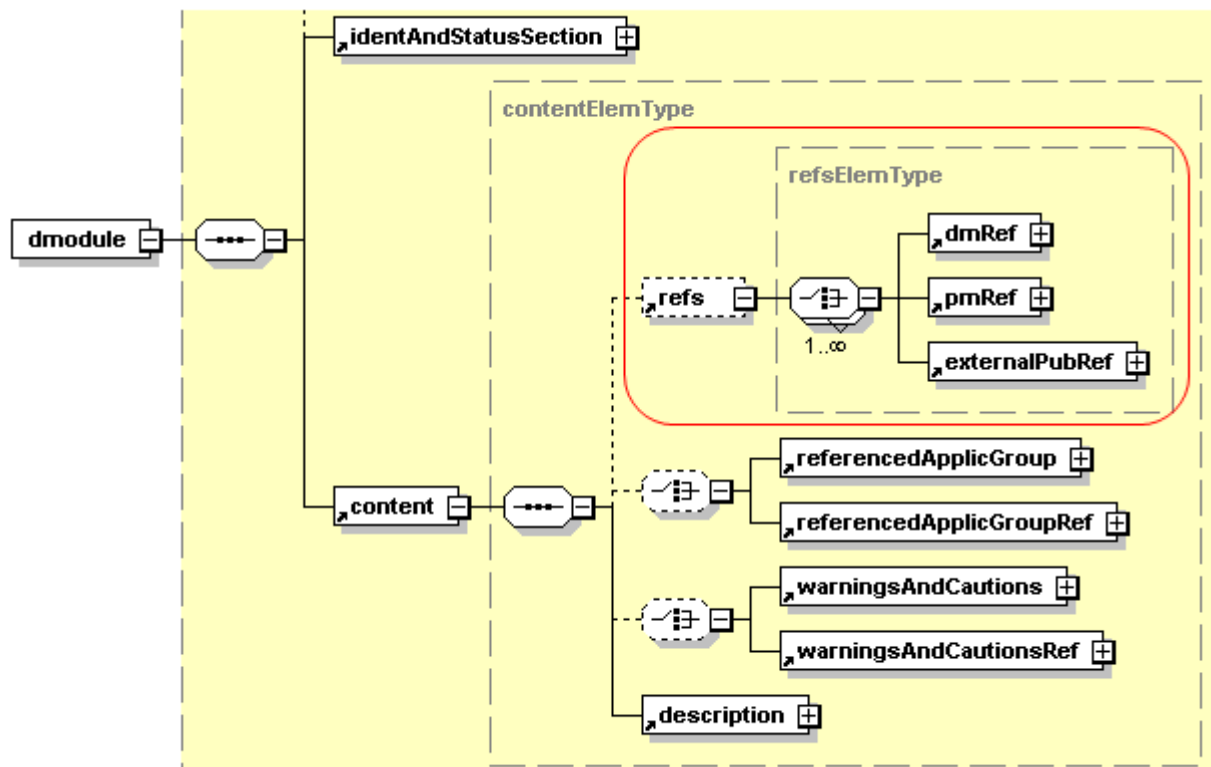 identAndStatusSection
contentElemType
refsElemType
dmodule
dmRef
refs
pmRef
1..∞
externalPubRef
referencedApplicGroup
content
referencedApplicGroupRef
warningsAndCautions
warningsAndCautionsRef
description